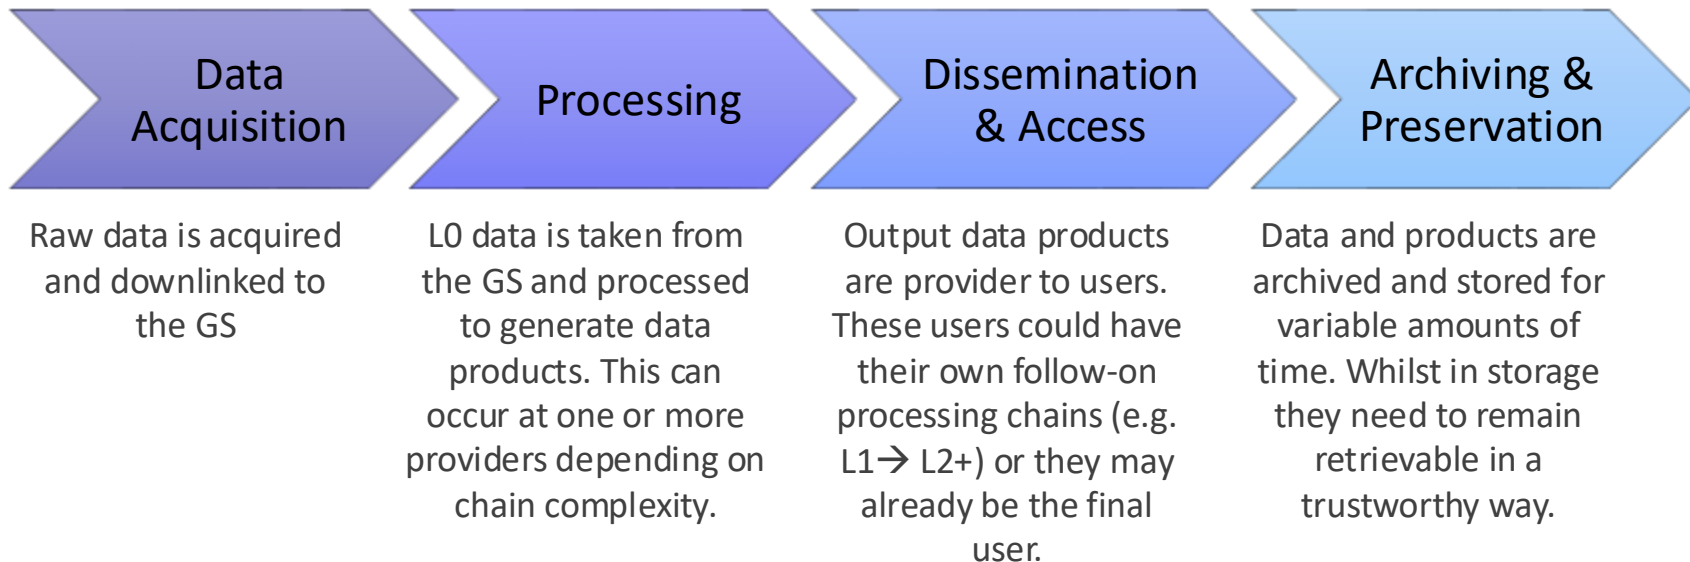 Data
Acquisition
Raw data is acquired
and downlinked to
the GS
Processing
L0 data is taken from
the GS and processed
to generate data
products. This can
occur at one or more
providers depending on
chain complexity.
Dissemination
& Access
Output data products
are provider to users.
These users could have
their own follow-on
processing chains (e.g.
L1→ L2+) or they may
already be the final
user.
Archiving &
Preservation
Data and products are
archived and stored for
variable amounts of
time. Whilst in storage
they need to remain
retrievable in a
trustworthy way.